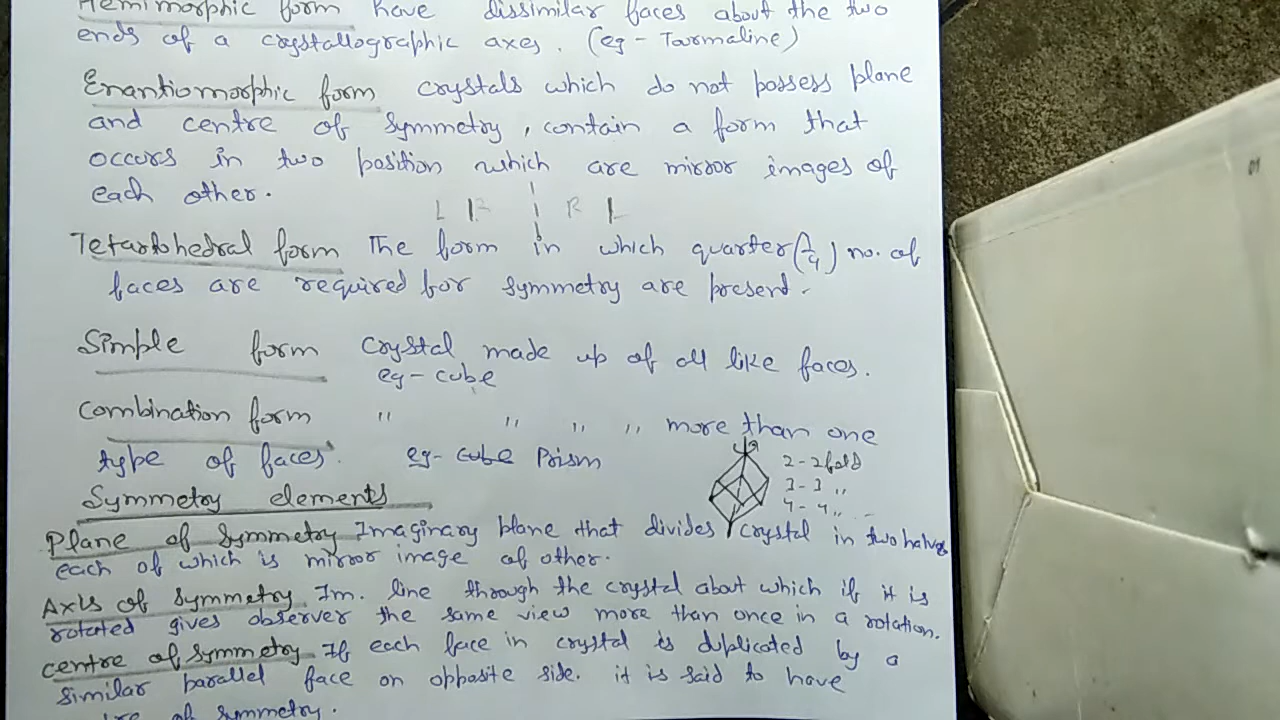 Hemimorphic form have dissimilar faces about the two
ends of a crystallographic axes. (eg - Tourmaline)
Enantiomorphic form crystals which do not possess plane
and centre of symmetry, contain a form that
occurs in two position which are mirror images of
each other.
L R | R L
Tetartohedral form The form in which quarter (1/4) no. of
faces are required for symmetry are present.
Simple form crystal made up of all like faces.
eg - cube
Combination form " " " " more than one
type of faces. eg - cube Prism
2 - 2 fold
3 - 3 "
4 - 4 "
Symmetry elements
Plane of Symmetry Imaginary plane that divides crystal in two halves
each of which is mirror image of other.
Axis of Symmetry Im. line through the crystal about which if it is
rotated gives observer the same view more than once in a rotation.
centre of symmetry If each face in crystal is duplicated by a
similar parallel face on opposite side. it is said to have
of symmetry.